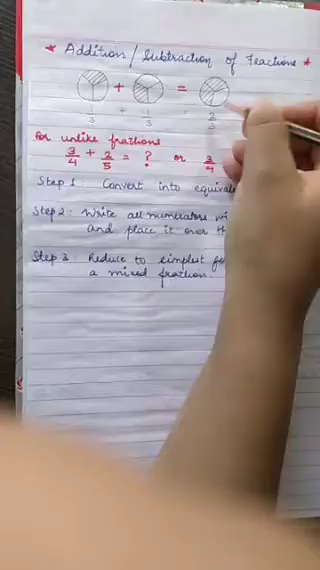 * Addition / Subtraction of Fractions *
+ =
1/3 + 1/3 = 2/3
For unlike fractions
3/4 + 2/5 = ? or 3/4
Step 1: Convert into
Step 2: Write all numerators
and place it over
Step 3: Reduce to simplest
a mixed fraction